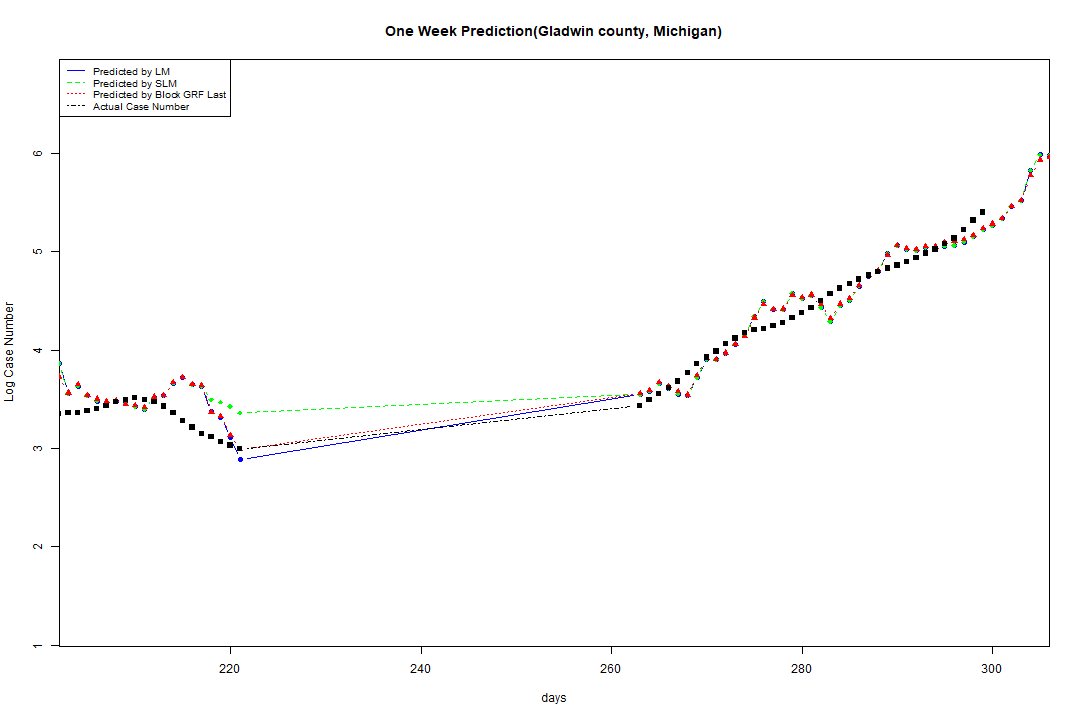 One Week Prediction(Gladwin county, Michigan)
Predicted by LM
Predicted by SLM
Predicted by Block GRF Last
Actual Case Number
6
5
4
3
2
1
Log Case Number
220 240 260 280 300
days